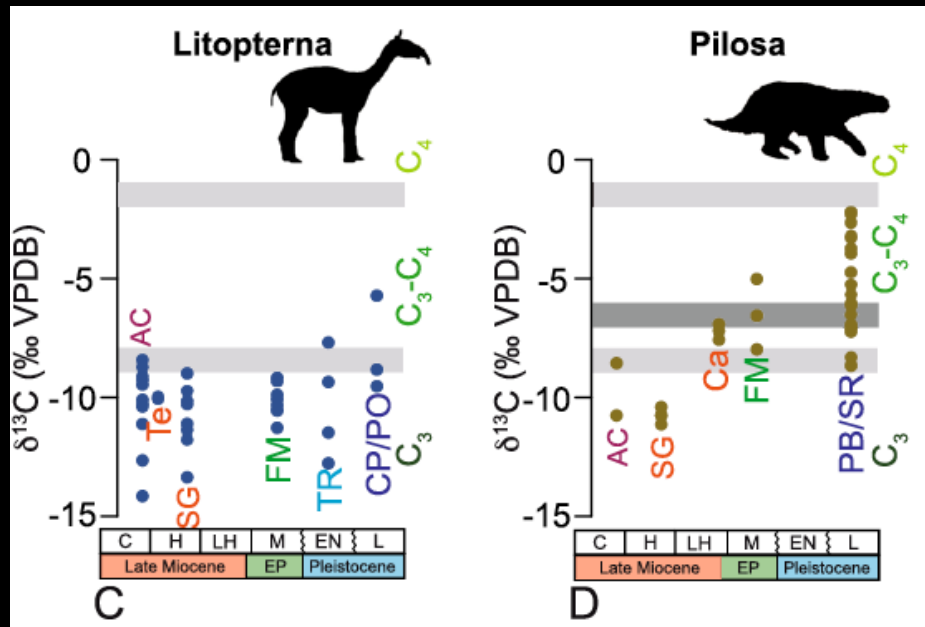 Litopterna
0
-5
-10
-15
δ¹³C (‰ VPDB)
C₄
C₃-C₄
C₃
AC
Te
SG
FM
TR
CP/PO
C H LH M EN L
Late Miocene EP Pleistocene
C
Pilosa
0
-5
-10
-15
δ¹³C (‰ VPDB)
C₄
C₃-C₄
C₃
AC
SG
Ca
FM
PB/SR
C H LH M EN L
Late Miocene EP Pleistocene
D